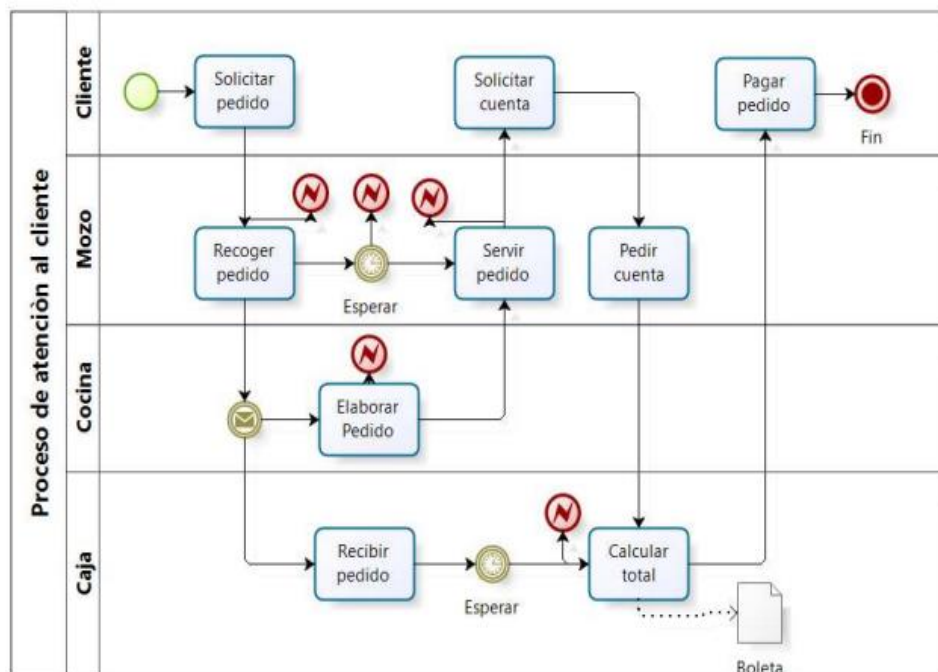 Proceso de atenciòn al cliente
Cliente
Solicitar
pedido
Solicitar
cuenta
Pagar
pedido
Fin
Mozo
Recoger
pedido
Esperar
Servir
pedido
Pedir
cuenta
Cocina
Elaborar
Pedido
Caja
Recibir
pedido
Esperar
Calcular
total
Boleta